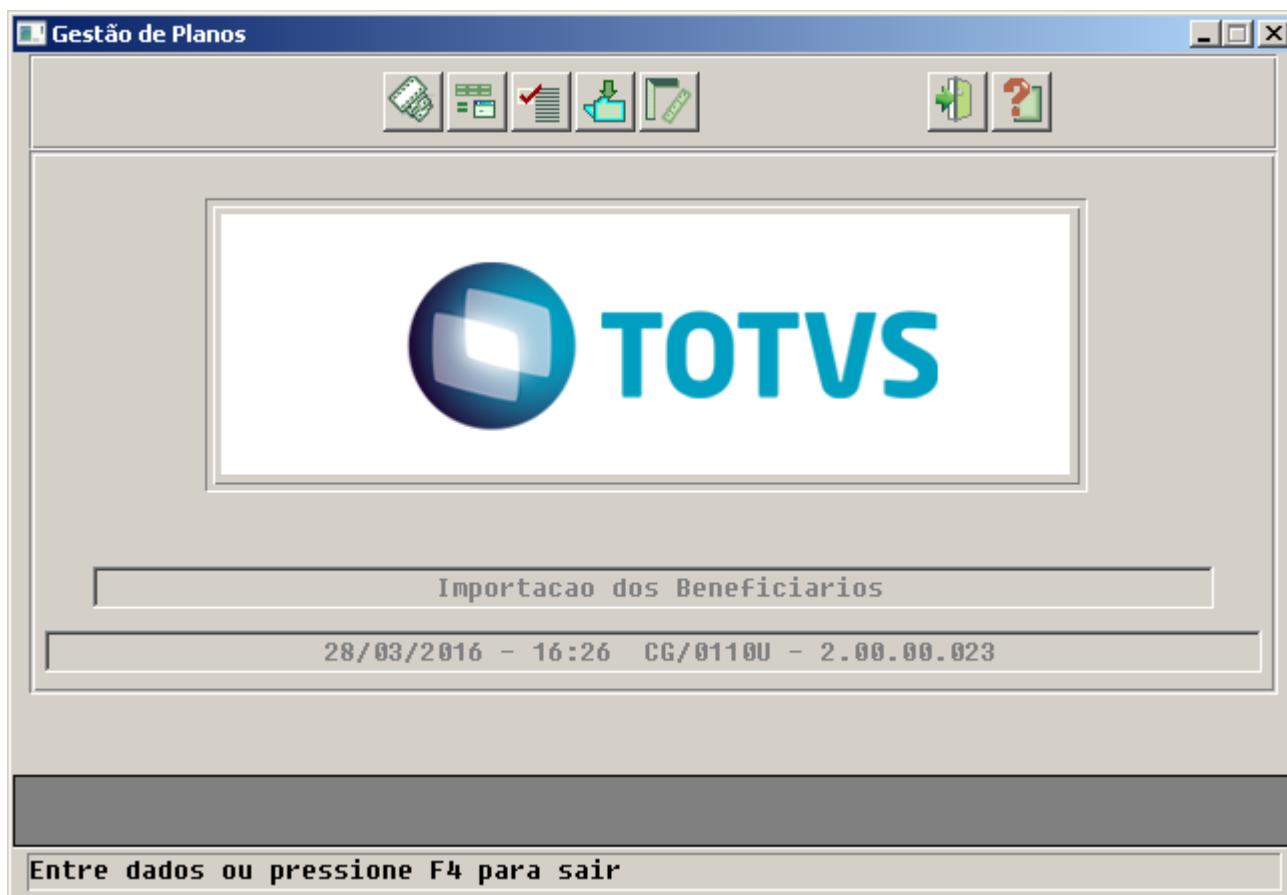 Gestão de Planos
TOTVS
Importacao dos Beneficiarios
28/03/2016 - 16:26 CG/0110U - 2.00.00.023
Entre dados ou pressione F4 para sair